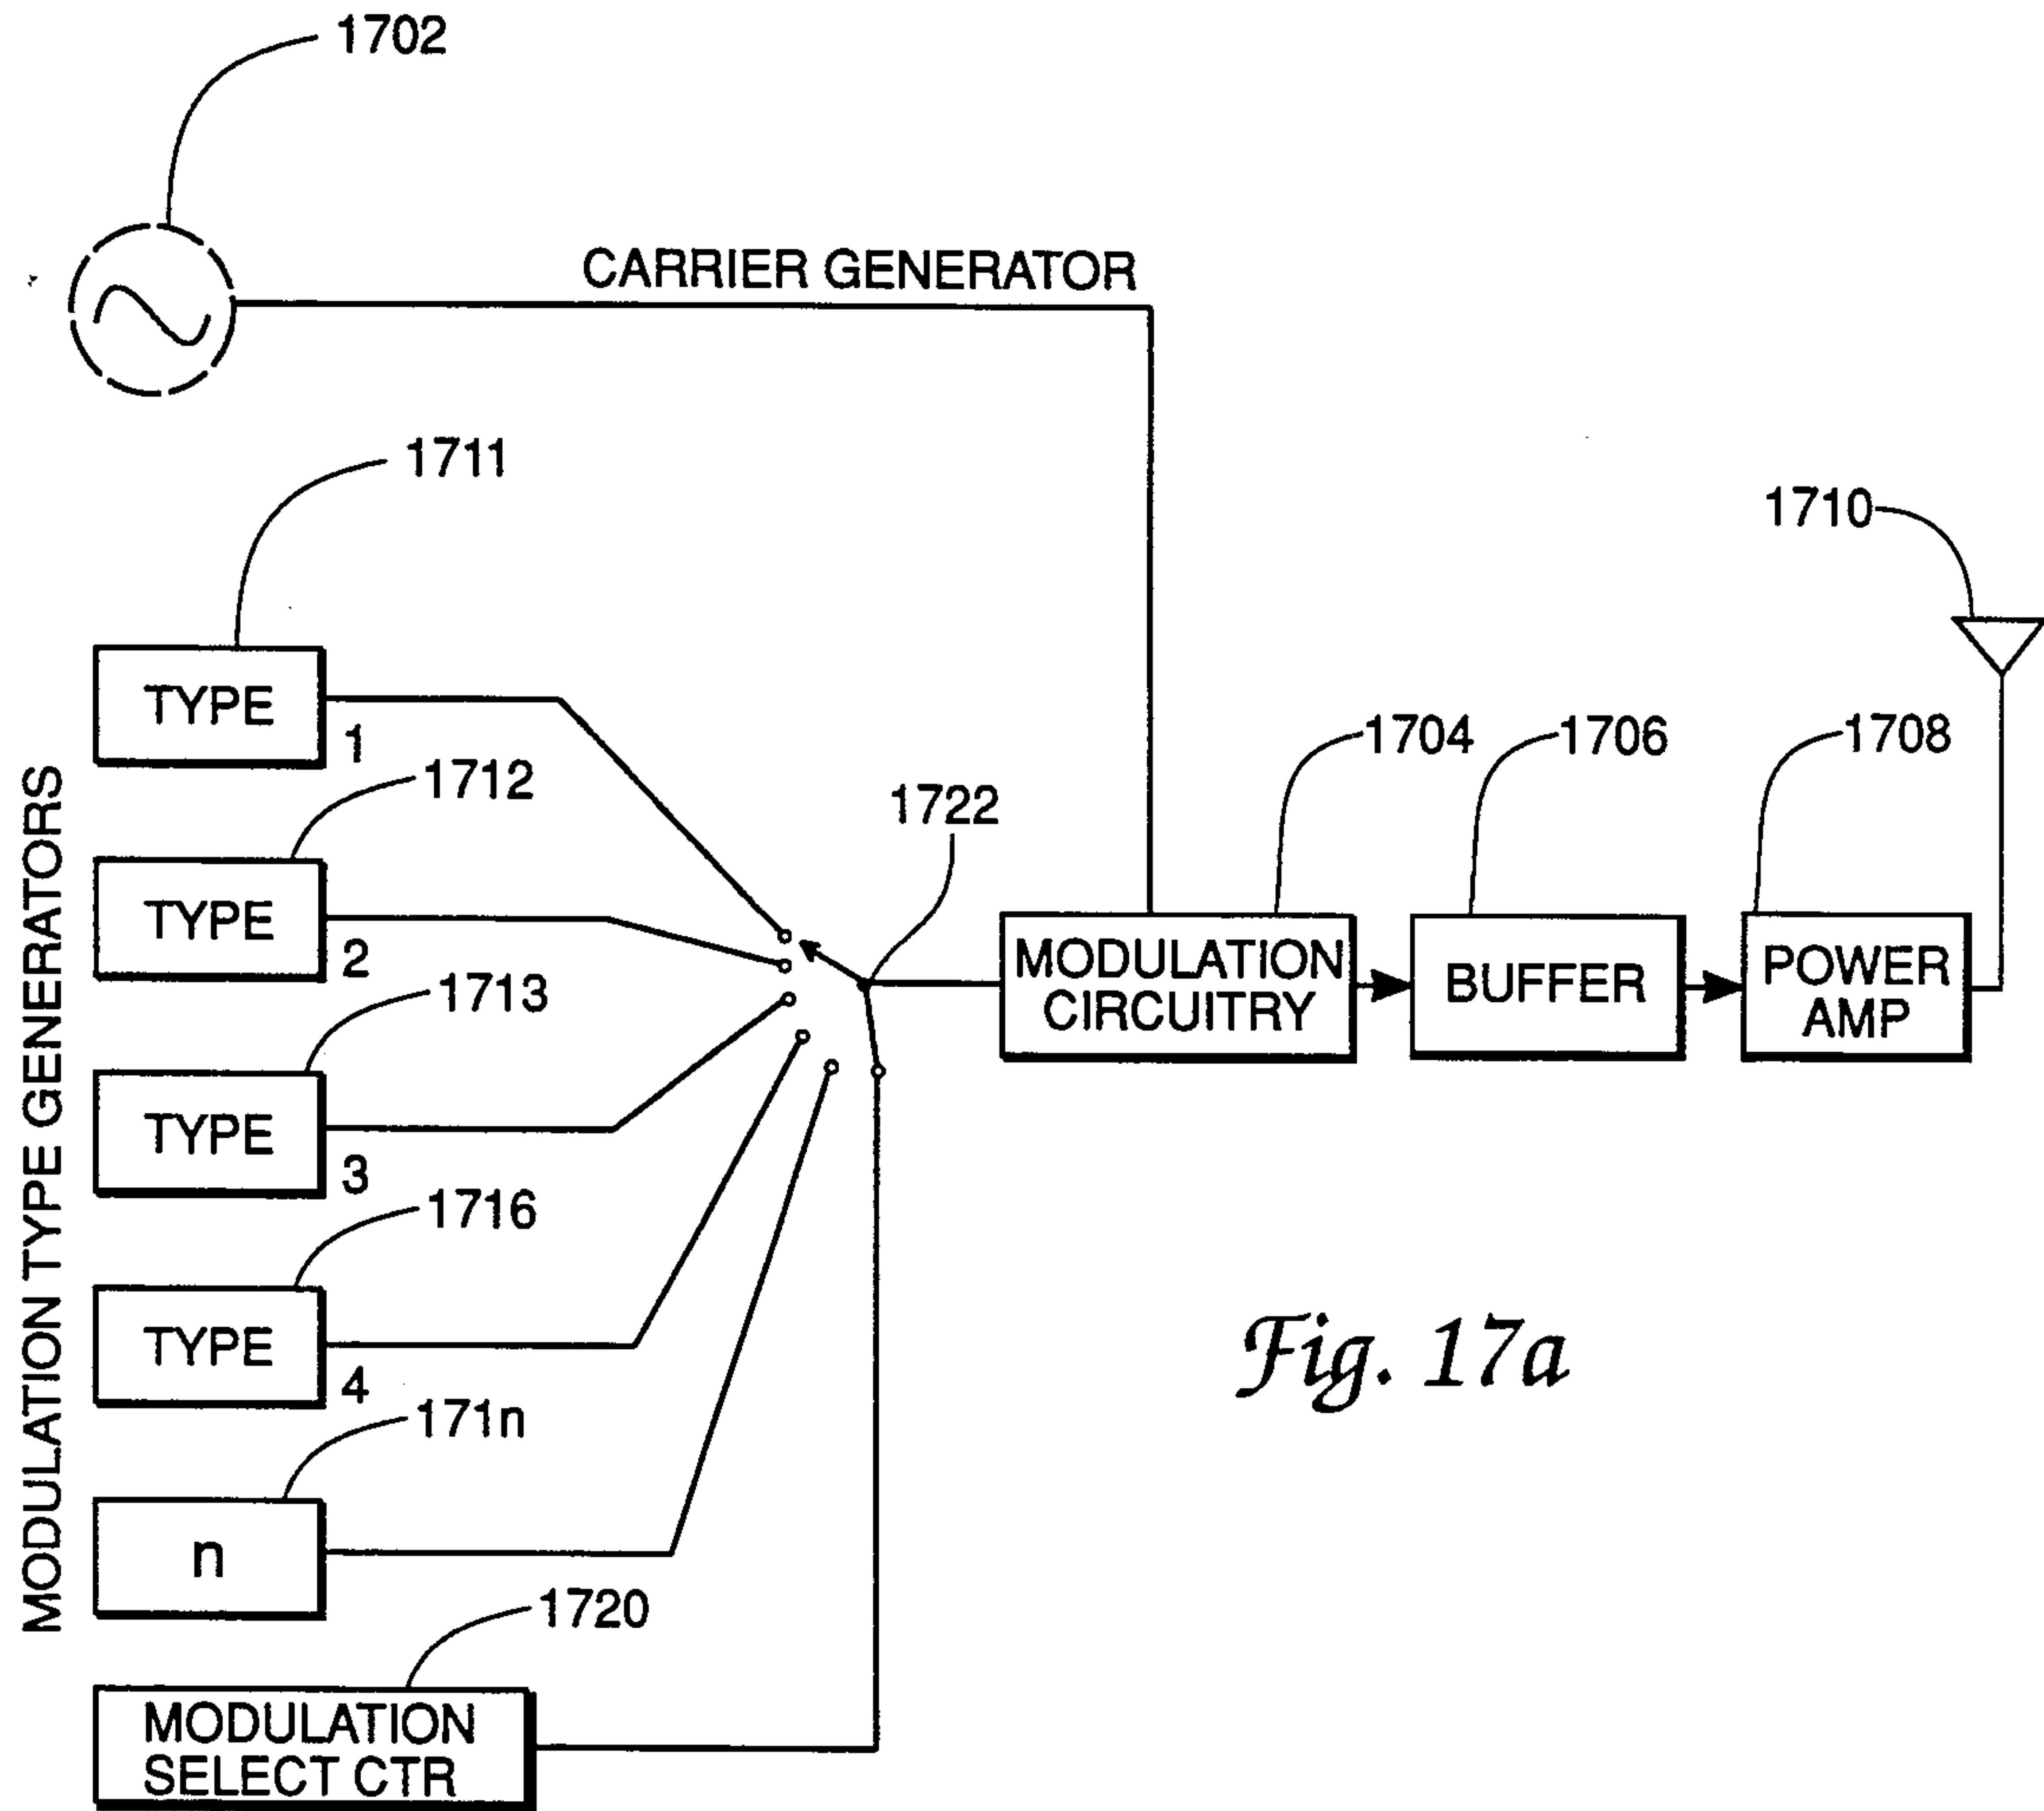 1702
CARRIER GENERATOR
1711
1710
TYPE
1
1704
1706
1708
1712
1722
TYPE
2
MODULATION
CIRCUITRY
BUFFER
POWER
AMP
1713
TYPE
3
1716
TYPE
4
Fig. 17a
171n
n
1720
MODULATION
SELECT CTR
MODULATION TYPE GENERATORS